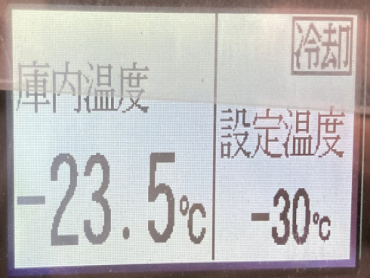 冷却
庫内温度
-23.5℃
設定温度
-30℃